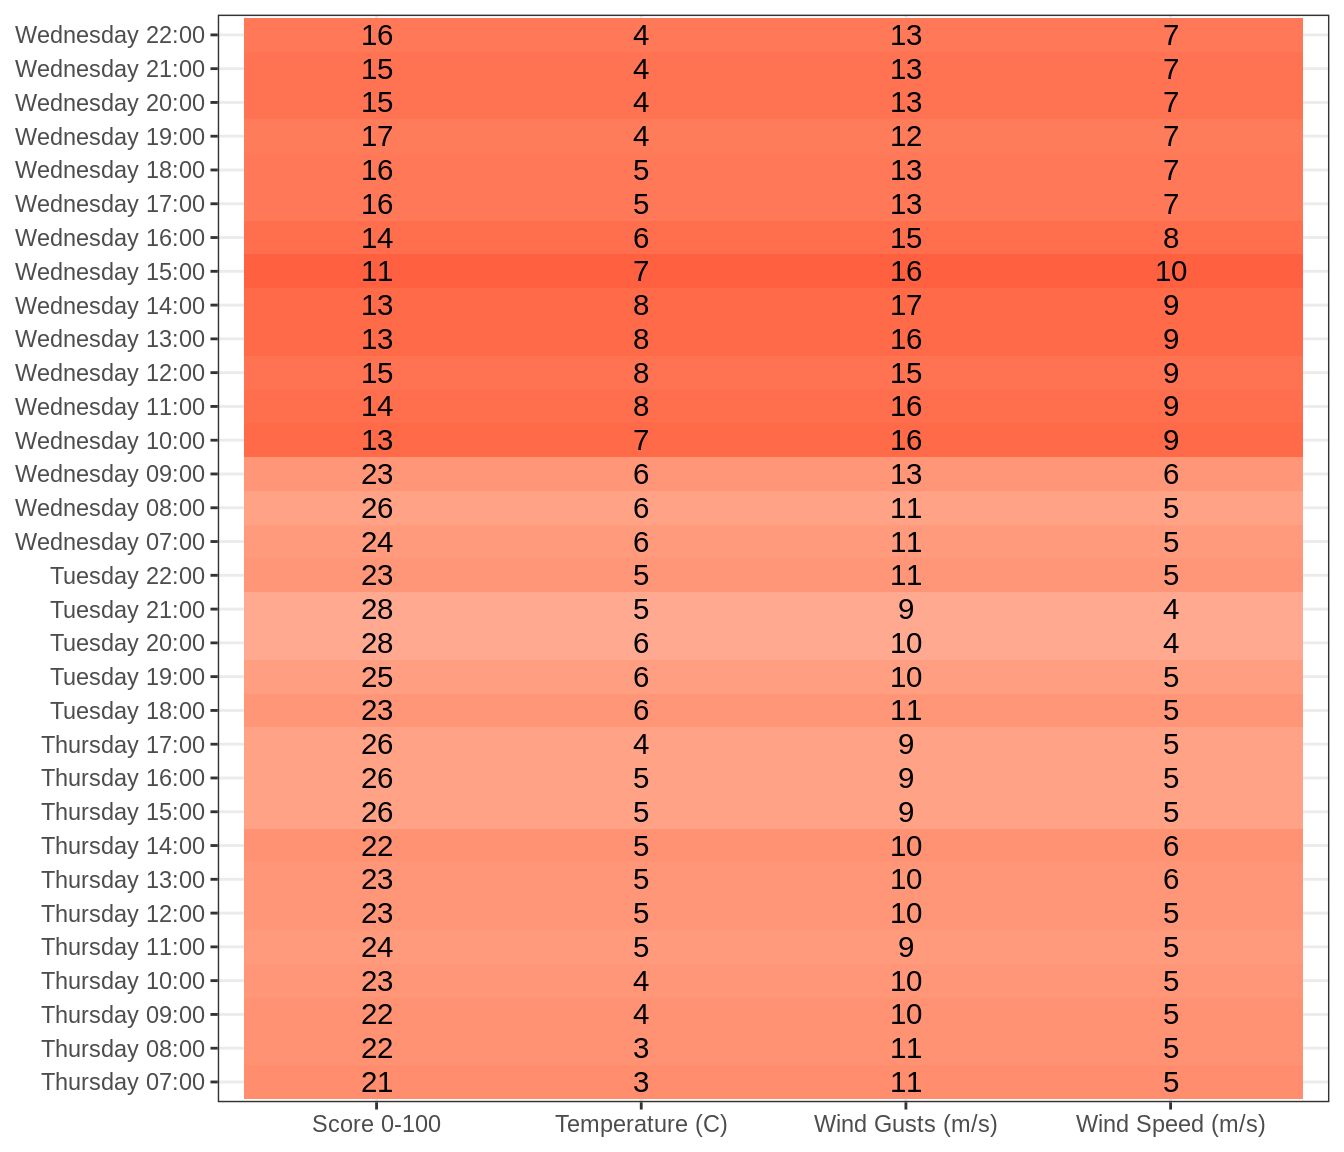 Wednesday 22:00 16 4 13 7
Wednesday 21:00 15 4 13 7
Wednesday 20:00 15 4 13 7
Wednesday 19:00 17 4 12 7
Wednesday 18:00 16 5 13 7
Wednesday 17:00 16 5 13 7
Wednesday 16:00 14 6 15 8
Wednesday 15:00 11 7 16 10
Wednesday 14:00 13 8 17 9
Wednesday 13:00 13 8 16 9
Wednesday 12:00 15 8 15 9
Wednesday 11:00 14 8 16 9
Wednesday 10:00 13 7 16 9
Wednesday 09:00 23 6 13 6
Wednesday 08:00 26 6 11 5
Wednesday 07:00 24 6 11 5
Tuesday 22:00 23 5 11 5
Tuesday 21:00 28 5 9 4
Tuesday 20:00 28 6 10 4
Tuesday 19:00 25 6 10 5
Tuesday 18:00 23 6 11 5
Thursday 17:00 26 4 9 5
Thursday 16:00 26 5 9 5
Thursday 15:00 26 5 9 5
Thursday 14:00 22 5 10 6
Thursday 13:00 23 5 10 6
Thursday 12:00 23 5 10 5
Thursday 11:00 24 5 9 5
Thursday 10:00 23 4 10 5
Thursday 09:00 22 4 10 5
Thursday 08:00 22 3 11 5
Thursday 07:00 21 3 11 5
Score 0-100 Temperature (C) Wind Gusts (m/s) Wind Speed (m/s)